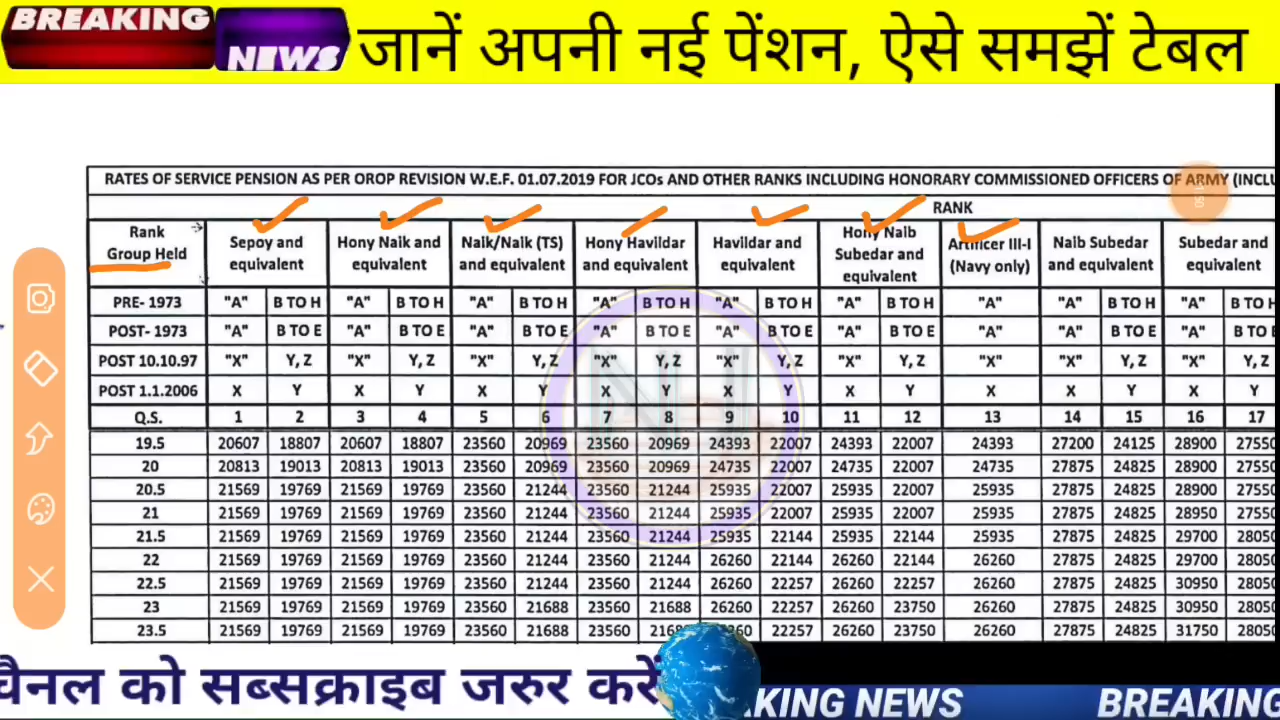 BREAKING
NEWS
जानें अपनी नई पेंशन, ऐसे समझें टेबल
RATES OF SERVICE PENSION AS PER OROP REVISION W.E.F. 01.07.2019 FOR JCOs AND OTHER RANKS INCLUDING HONORARY COMMISSIONED OFFICERS OF ARMY
RANK
Rank Group Held Sepoy and equivalent Hony Naik and equivalent Naik/Naik (TS) and equivalent Hony Havildar and equivalent Havildar and equivalent Hony Naib Subedar and equivalent Artificer III-I (Navy only) Naib Subedar and equivalent Subedar and equivalent
PRE- 1973 "A" B TO H "A" B TO H "A" B TO H "A" B TO H "A" B TO H "A" B TO H "A" "A" B TO H "A" B TO H
POST- 1973 "A" B TO E "A" B TO E "A" B TO E "A" B TO E "A" B TO E "A" B TO E "A" "A" B TO E "A" B TO E
POST 10.10.97 "X" Y, Z "X" Y, Z "X" Y, Z "X" Y, Z "X" Y, Z "X" Y, Z "X" "X" Y, Z "X" Y, Z
POST 1.1.2006 X Y X Y X Y X Y X Y X Y X X Y X Y
Q.S. 1 2 3 4 5 6 7 8 9 10 11 12 13 14 15 16 17
19.5 20607 18807 20607 18807 23560 20969 23560 20969 24393 22007 24393 22007 24393 27200 24125 28900 27550
20 20813 19013 20813 19013 23560 20969 23560 20969 24735 22007 24735 22007 24735 27875 24825 28900 27550
20.5 21569 19769 21569 19769 23560 21244 23560 21244 25935 22007 25935 22007 25935 27875 24825 28900 27550
21 21569 19769 21569 19769 23560 21244 23560 21244 25935 22007 25935 22007 25935 27875 24825 28950 27550
21.5 21569 19769 21569 19769 23560 21244 23560 21244 25935 22144 25935 22144 25935 27875 24825 29700 28050
22 21569 19769 21569 19769 23560 21244 23560 21244 26260 22144 26260 22144 26260 27875 24825 29700 28050
22.5 21569 19769 21569 19769 23560 21244 23560 21244 26260 22257 26260 22257 26260 27875 24825 30950 28050
23 21569 19769 21569 19769 23560 21688 23560 21688 26260 22257 26260 23750 26260 27875 24825 30950 28050
23.5 21569 19769 21569 19769 23560 21688 23560 22257 26260 23750 26260 27875 24825 31750 28050
को सब्सक्राइब जरुर करें
NEWS BREAKING